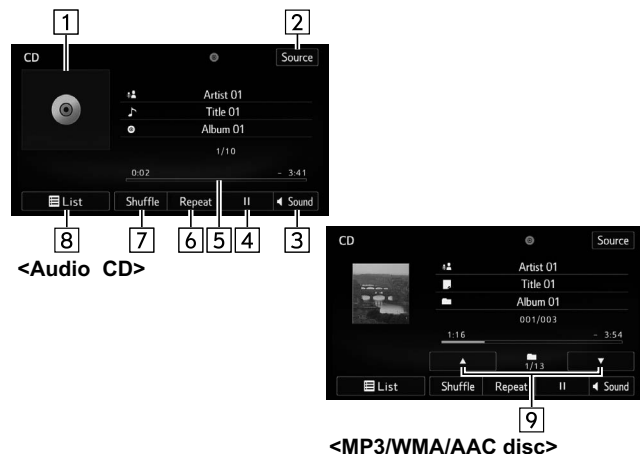 1 2
CD Source
Artist 01
Title 01
Album 01
1/10
0:02 - 3:41
List Shuffle Repeat II Sound
8 7 6 5 4 3
<Audio CD>
CD Source
Artist 01
Title 01
Album 01
001/003
1:16 - 3:54
1/13
List Shuffle Repeat II Sound
9
<MP3/WMA/AAC disc>